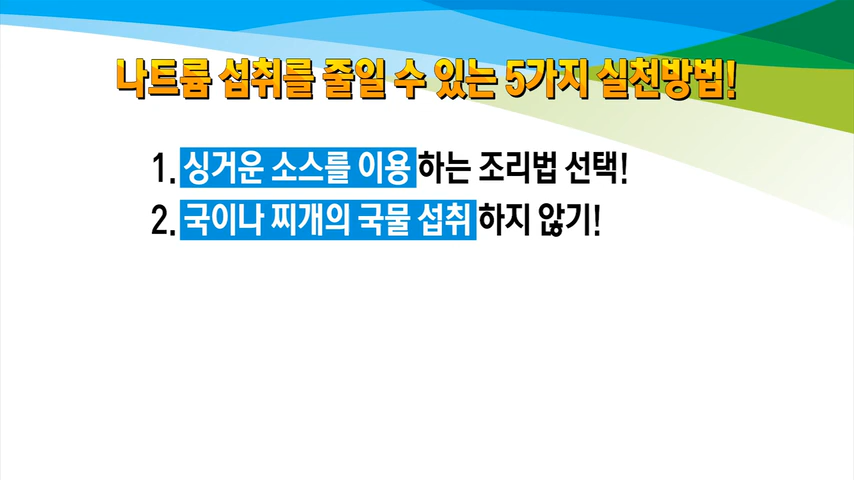 나트륨 섭취를 줄일 수 있는 5가지 실천방법!
1. 싱거운 소스를 이용하는 조리법 선택!
2. 국이나 찌개의 국물 섭취하지 않기!